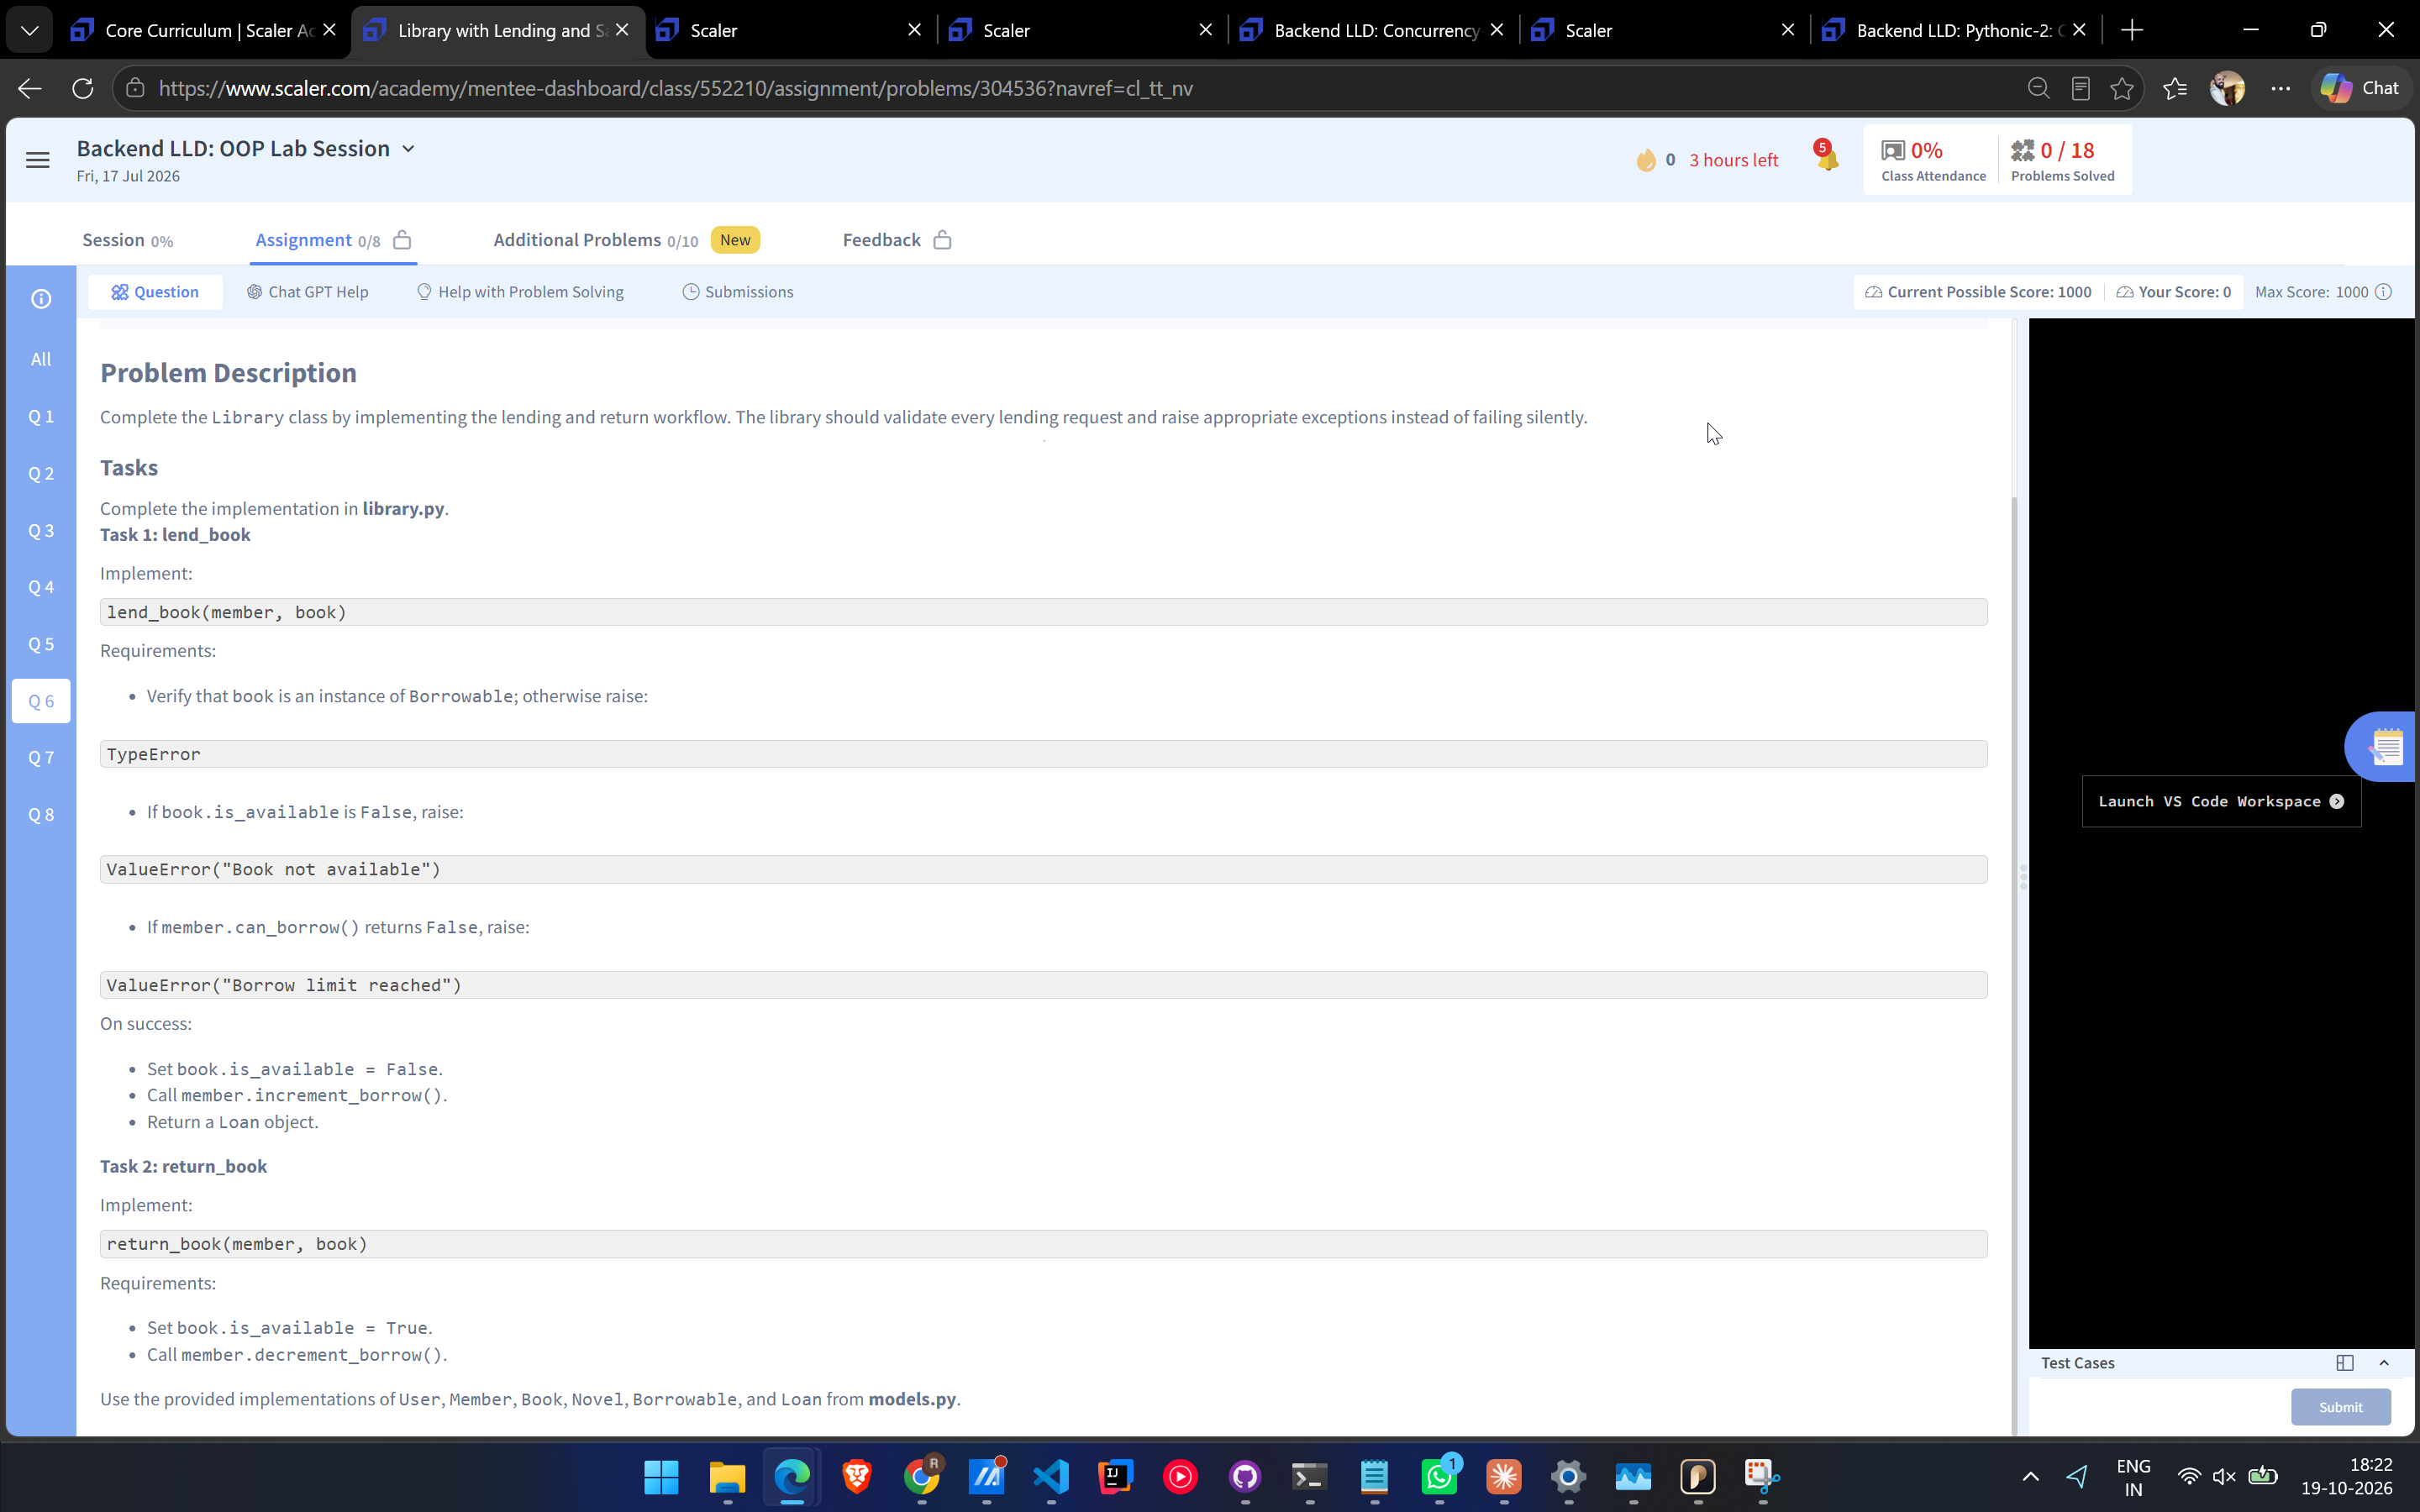 Core Curriculum | Scaler Ac
Library with Lending and Sa
Scaler
Scaler
Backend LLD: Concurrency
Scaler
Backend LLD: Pythonic-2: C
https://www.scaler.com/academy/mentee-dashboard/class/552210/assignment/problems/304536?navref=cl_tt_nv
Chat
Backend LLD: OOP Lab Session
Fri, 17 Jul 2026
0 3 hours left
5
0%
Class Attendance
0 / 18
Problems Solved
Session 0%
Assignment 0/8
Additional Problems 0/10 New
Feedback
Question
Chat GPT Help
Help with Problem Solving
Submissions
Current Possible Score: 1000
Your Score: 0
Max Score: 1000
All
Q 1
Q 2
Q 3
Q 4
Q 5
Q 6
Q 7
Q 8
Problem Description
Complete the Library class by implementing the lending and return workflow. The library should validate every lending request and raise appropriate exceptions instead of failing silently.
Tasks
Complete the implementation in library.py.
Task 1: lend_book
Implement:
lend_book(member, book)
Requirements:
• Verify that book is an instance of Borrowable; otherwise raise:
TypeError
• If book.is_available is False, raise:
ValueError("Book not available")
• If member.can_borrow() returns False, raise:
ValueError("Borrow limit reached")
On success:
• Set book.is_available = False.
• Call member.increment_borrow().
• Return a Loan object.
Task 2: return_book
Implement:
return_book(member, book)
Requirements:
• Set book.is_available = True.
• Call member.decrement_borrow().
Use the provided implementations of User, Member, Book, Novel, Borrowable, and Loan from models.py.
Launch VS Code Workspace
Test Cases
Submit
R
IJ
1
ENG
IN
18:22
19-10-2026